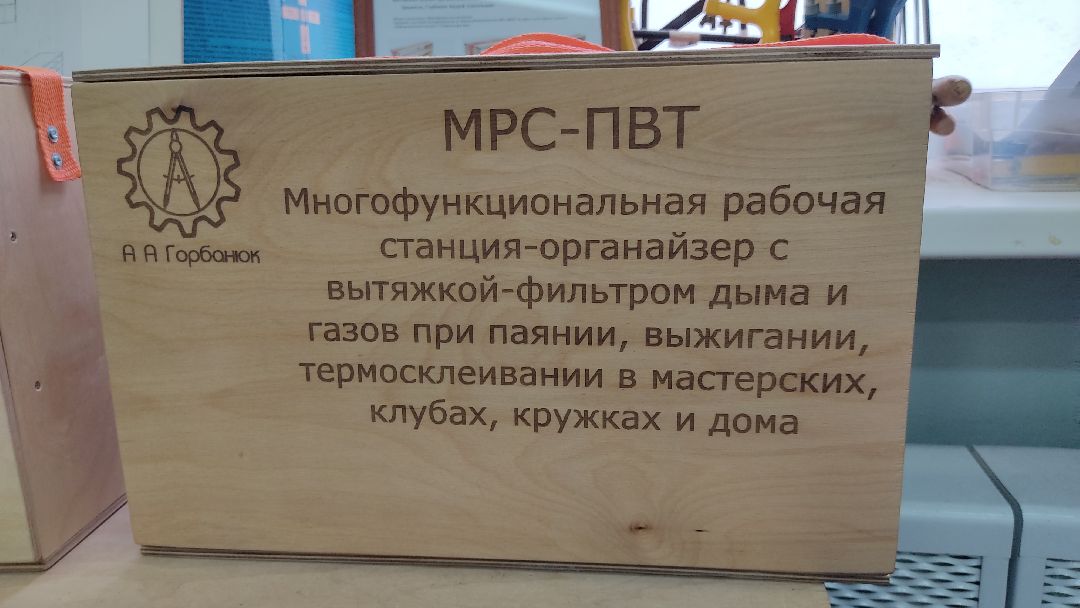 МРС-ПВТ
Многофункциональная рабочая
станция-органайзер с
вытяжкой-фильтром дыма и
газов при паянии, выжигании,
термосклеивании в мастерских,
клубах, кружках и дома
А А Горбанюк